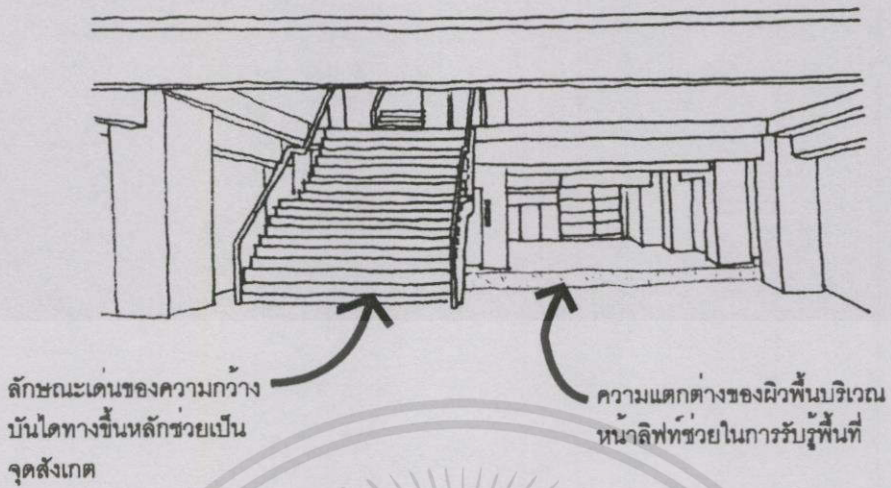 ลักษณะเด่นของความกว้าง
บันไดทางขึ้นหลักช่วยเป็น
จุดสังเกต
ความแตกต่างของผิวพื้นบริเวณ
หน้าลิฟท์ช่วยในการรับรู้พื้นที่